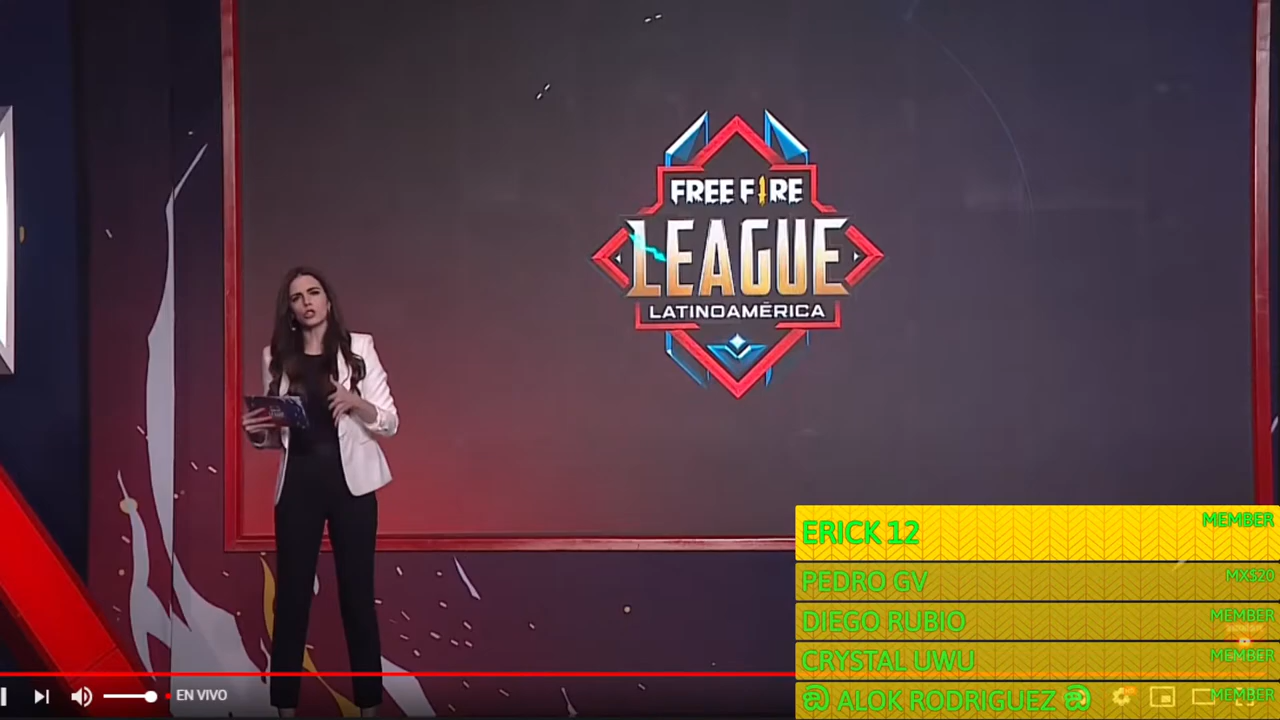 FREE FIRE
LEAGUE
LATINOAMÉRICA
ERICK 12
MEMBER
PEDRO GV
MX$20
DIEGO RUBIO
MEMBER
CRYSTAL UWU
MEMBER
@ ALOK RODRIGUEZ @
MEMBER
EN VIVO